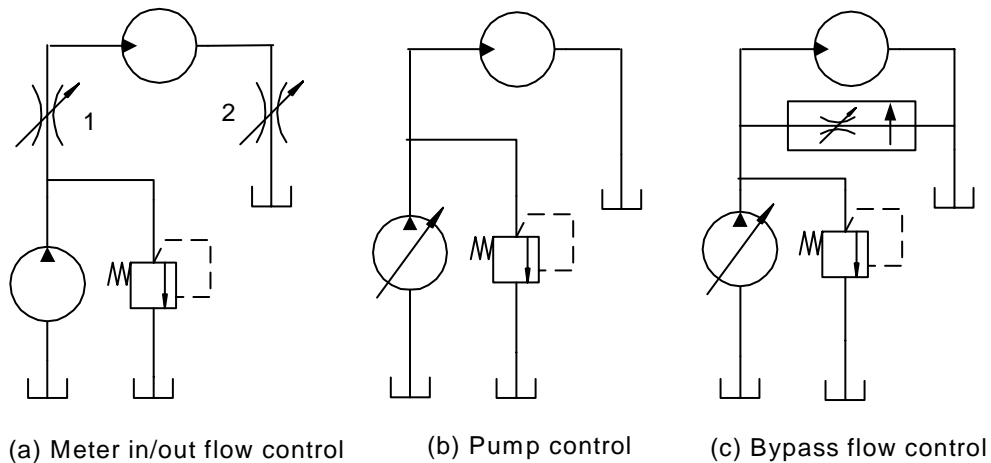 1
2
(a) Meter in/out flow control
(b) Pump control
(c) Bypass flow control